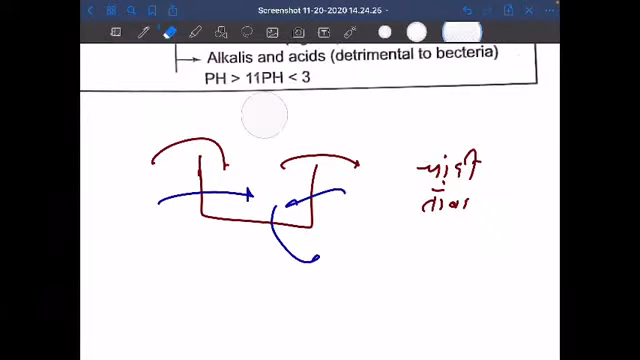 Screenshot 11-20-2020 14.24.25
Alkalis and acids (detrimental to becteria)
PH > 11PH < 3